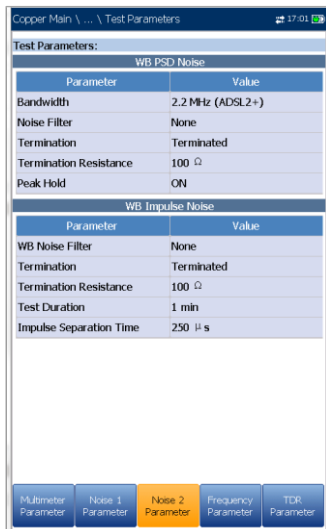 Copper Main \ ... \ Test Parameters 17:01
Test Parameters:
WB PSD Noise
Parameter Value
Bandwidth 2.2 MHz (ADSL2+)
Noise Filter None
Termination Terminated
Termination Resistance 100 Ω
Peak Hold ON
WB Impulse Noise
Parameter Value
WB Noise Filter None
Termination Terminated
Termination Resistance 100 Ω
Test Duration 1 min
Impulse Separation Time 250 μs
Multimeter Parameter
Noise 1 Parameter
Noise 2 Parameter
Frequency Parameter
TDR Parameter